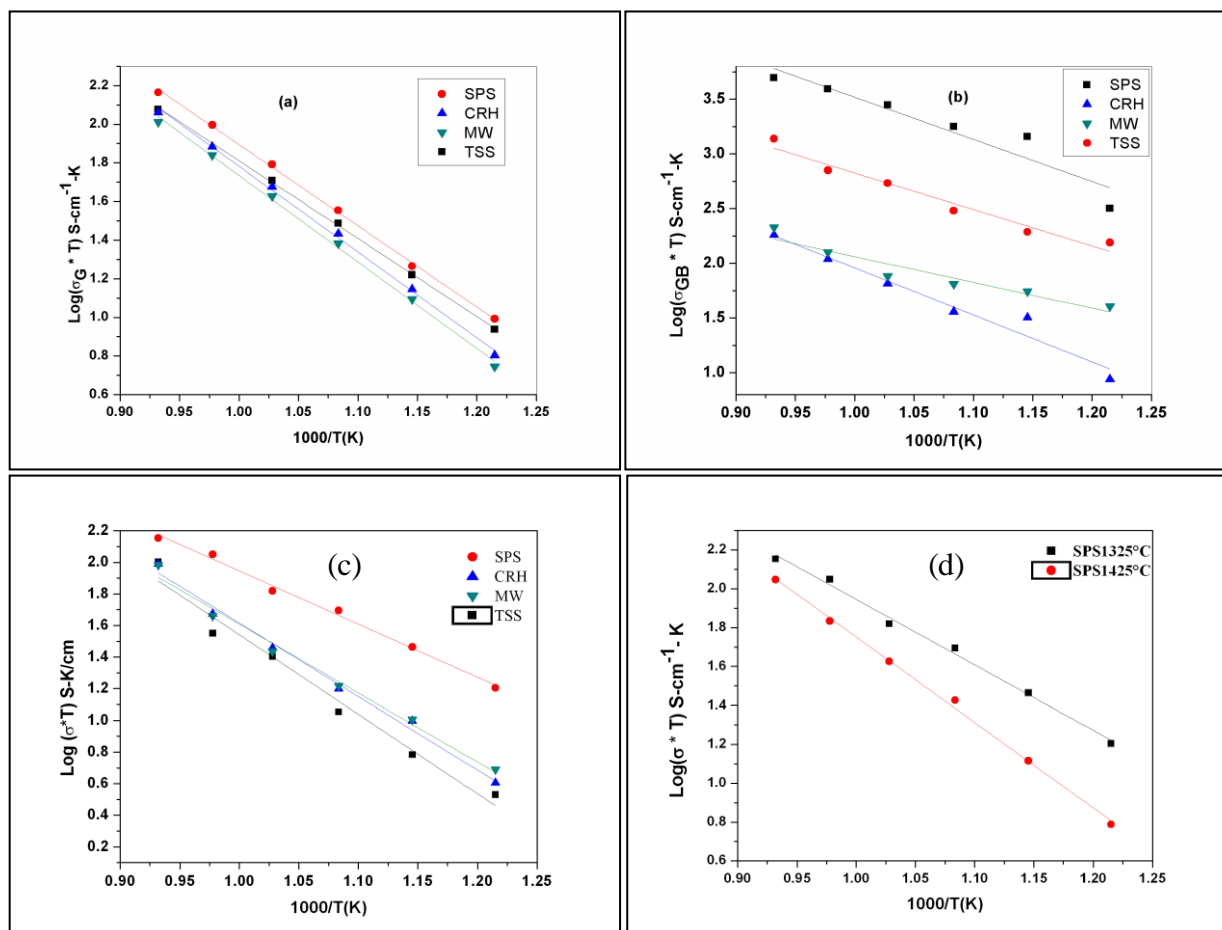 (a)
SPS
CRH
MW
TSS
Log(σG * T) S-cm-1-K
2.2
2.0
1.8
1.6
1.4
1.2
1.0
0.8
0.6
0.90 0.95 1.00 1.05 1.10 1.15 1.20 1.25
1000/T(K)
(b)
SPS
CRH
MW
TSS
Log(σGB * T) S-cm-1-K
3.5
3.0
2.5
2.0
1.5
1.0
0.90 0.95 1.00 1.05 1.10 1.15 1.20 1.25
1000/T(K)
(c)
SPS
CRH
MW
TSS
Log (σ*T) S-K/cm
2.2
2.0
1.8
1.6
1.4
1.2
1.0
0.8
0.6
0.4
0.2
0.90 0.95 1.00 1.05 1.10 1.15 1.20 1.25
1000/T(K)
(d)
SPS1325°C
SPS1425°C
Log(σ* T) S-cm-1- K
2.2
2.0
1.8
1.6
1.4
1.2
1.0
0.8
0.6
0.90 0.95 1.00 1.05 1.10 1.15 1.20 1.25
1000/T(K)